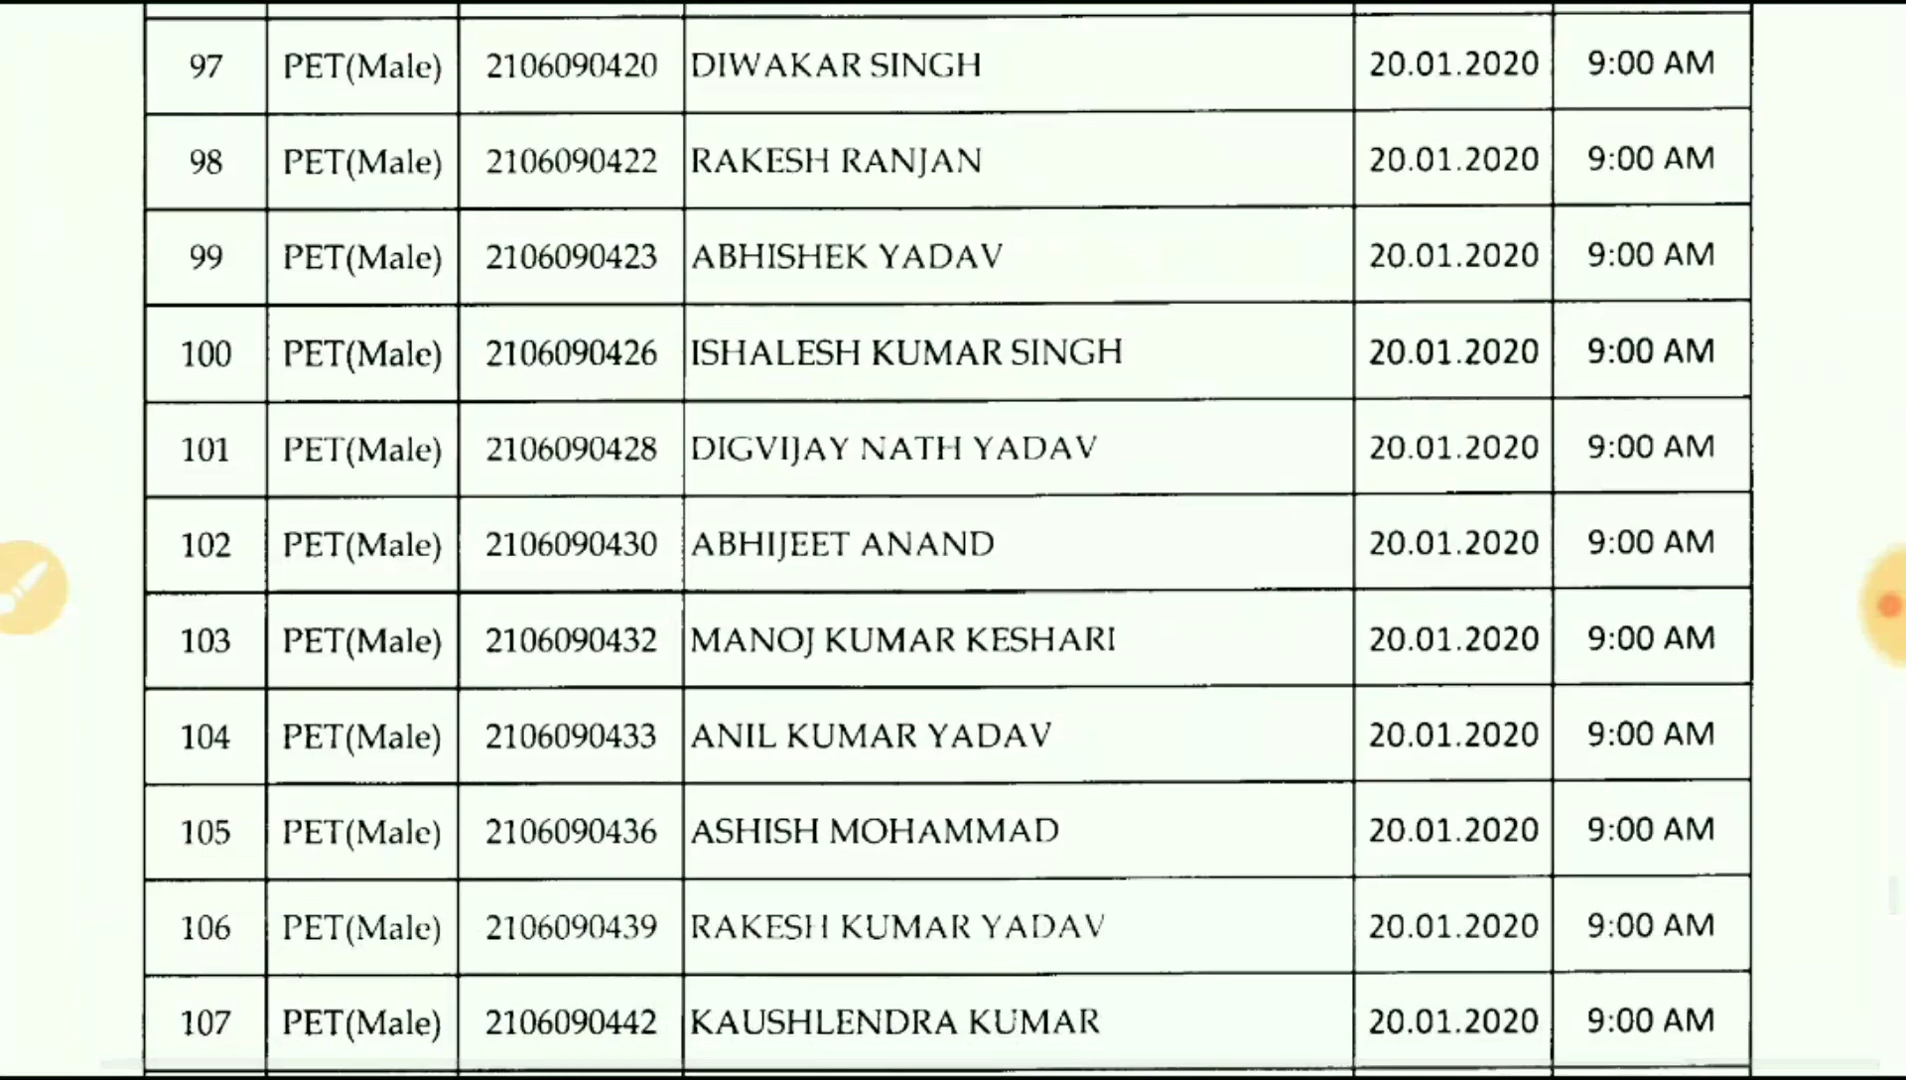 97 PET(Male) 2106090420 DIWAKAR SINGH 20.01.2020 9:00 AM
98 PET(Male) 2106090422 RAKESH RANJAN 20.01.2020 9:00 AM
99 PET(Male) 2106090423 ABHISHEK YADAV 20.01.2020 9:00 AM
100 PET(Male) 2106090426 ISHALESH KUMAR SINGH 20.01.2020 9:00 AM
101 PET(Male) 2106090428 DIGVIJAY NATH YADAV 20.01.2020 9:00 AM
102 PET(Male) 2106090430 ABHIJEET ANAND 20.01.2020 9:00 AM
103 PET(Male) 2106090432 MANOJ KUMAR KESHARI 20.01.2020 9:00 AM
104 PET(Male) 2106090433 ANIL KUMAR YADAV 20.01.2020 9:00 AM
105 PET(Male) 2106090436 ASHISH MOHAMMAD 20.01.2020 9:00 AM
106 PET(Male) 2106090439 RAKESH KUMAR YADAV 20.01.2020 9:00 AM
107 PET(Male) 2106090442 KAUSHLENDRA KUMAR 20.01.2020 9:00 AM